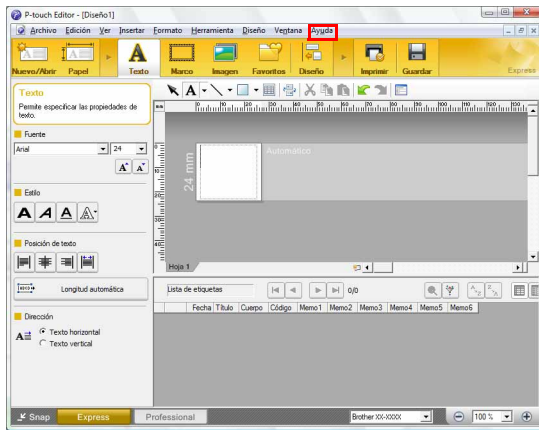 P-touch Editor - [Diseño1]
Archivo Edición Ver Insertar Formato Herramienta Diseño Ventana Ayuda
Nuevo/Abrir Papel Texto Marco Imagen Favoritos Diseño Imprimir Guardar Express
Texto
Permite especificar las propiedades de
texto.
Fuente
Arial 24
Estilo
Posición de texto
Longitud automática
Dirección
Texto horizontal
Texto vertical
24 mm
Automático
Hoja 1
Lista de etiquetas 0/0
Fecha Título Cuerpo Código Memo1 Memo2 Memo3 Memo4 Memo5 Memo6
Snap Express Professional Brother XX-XXXX 100 %